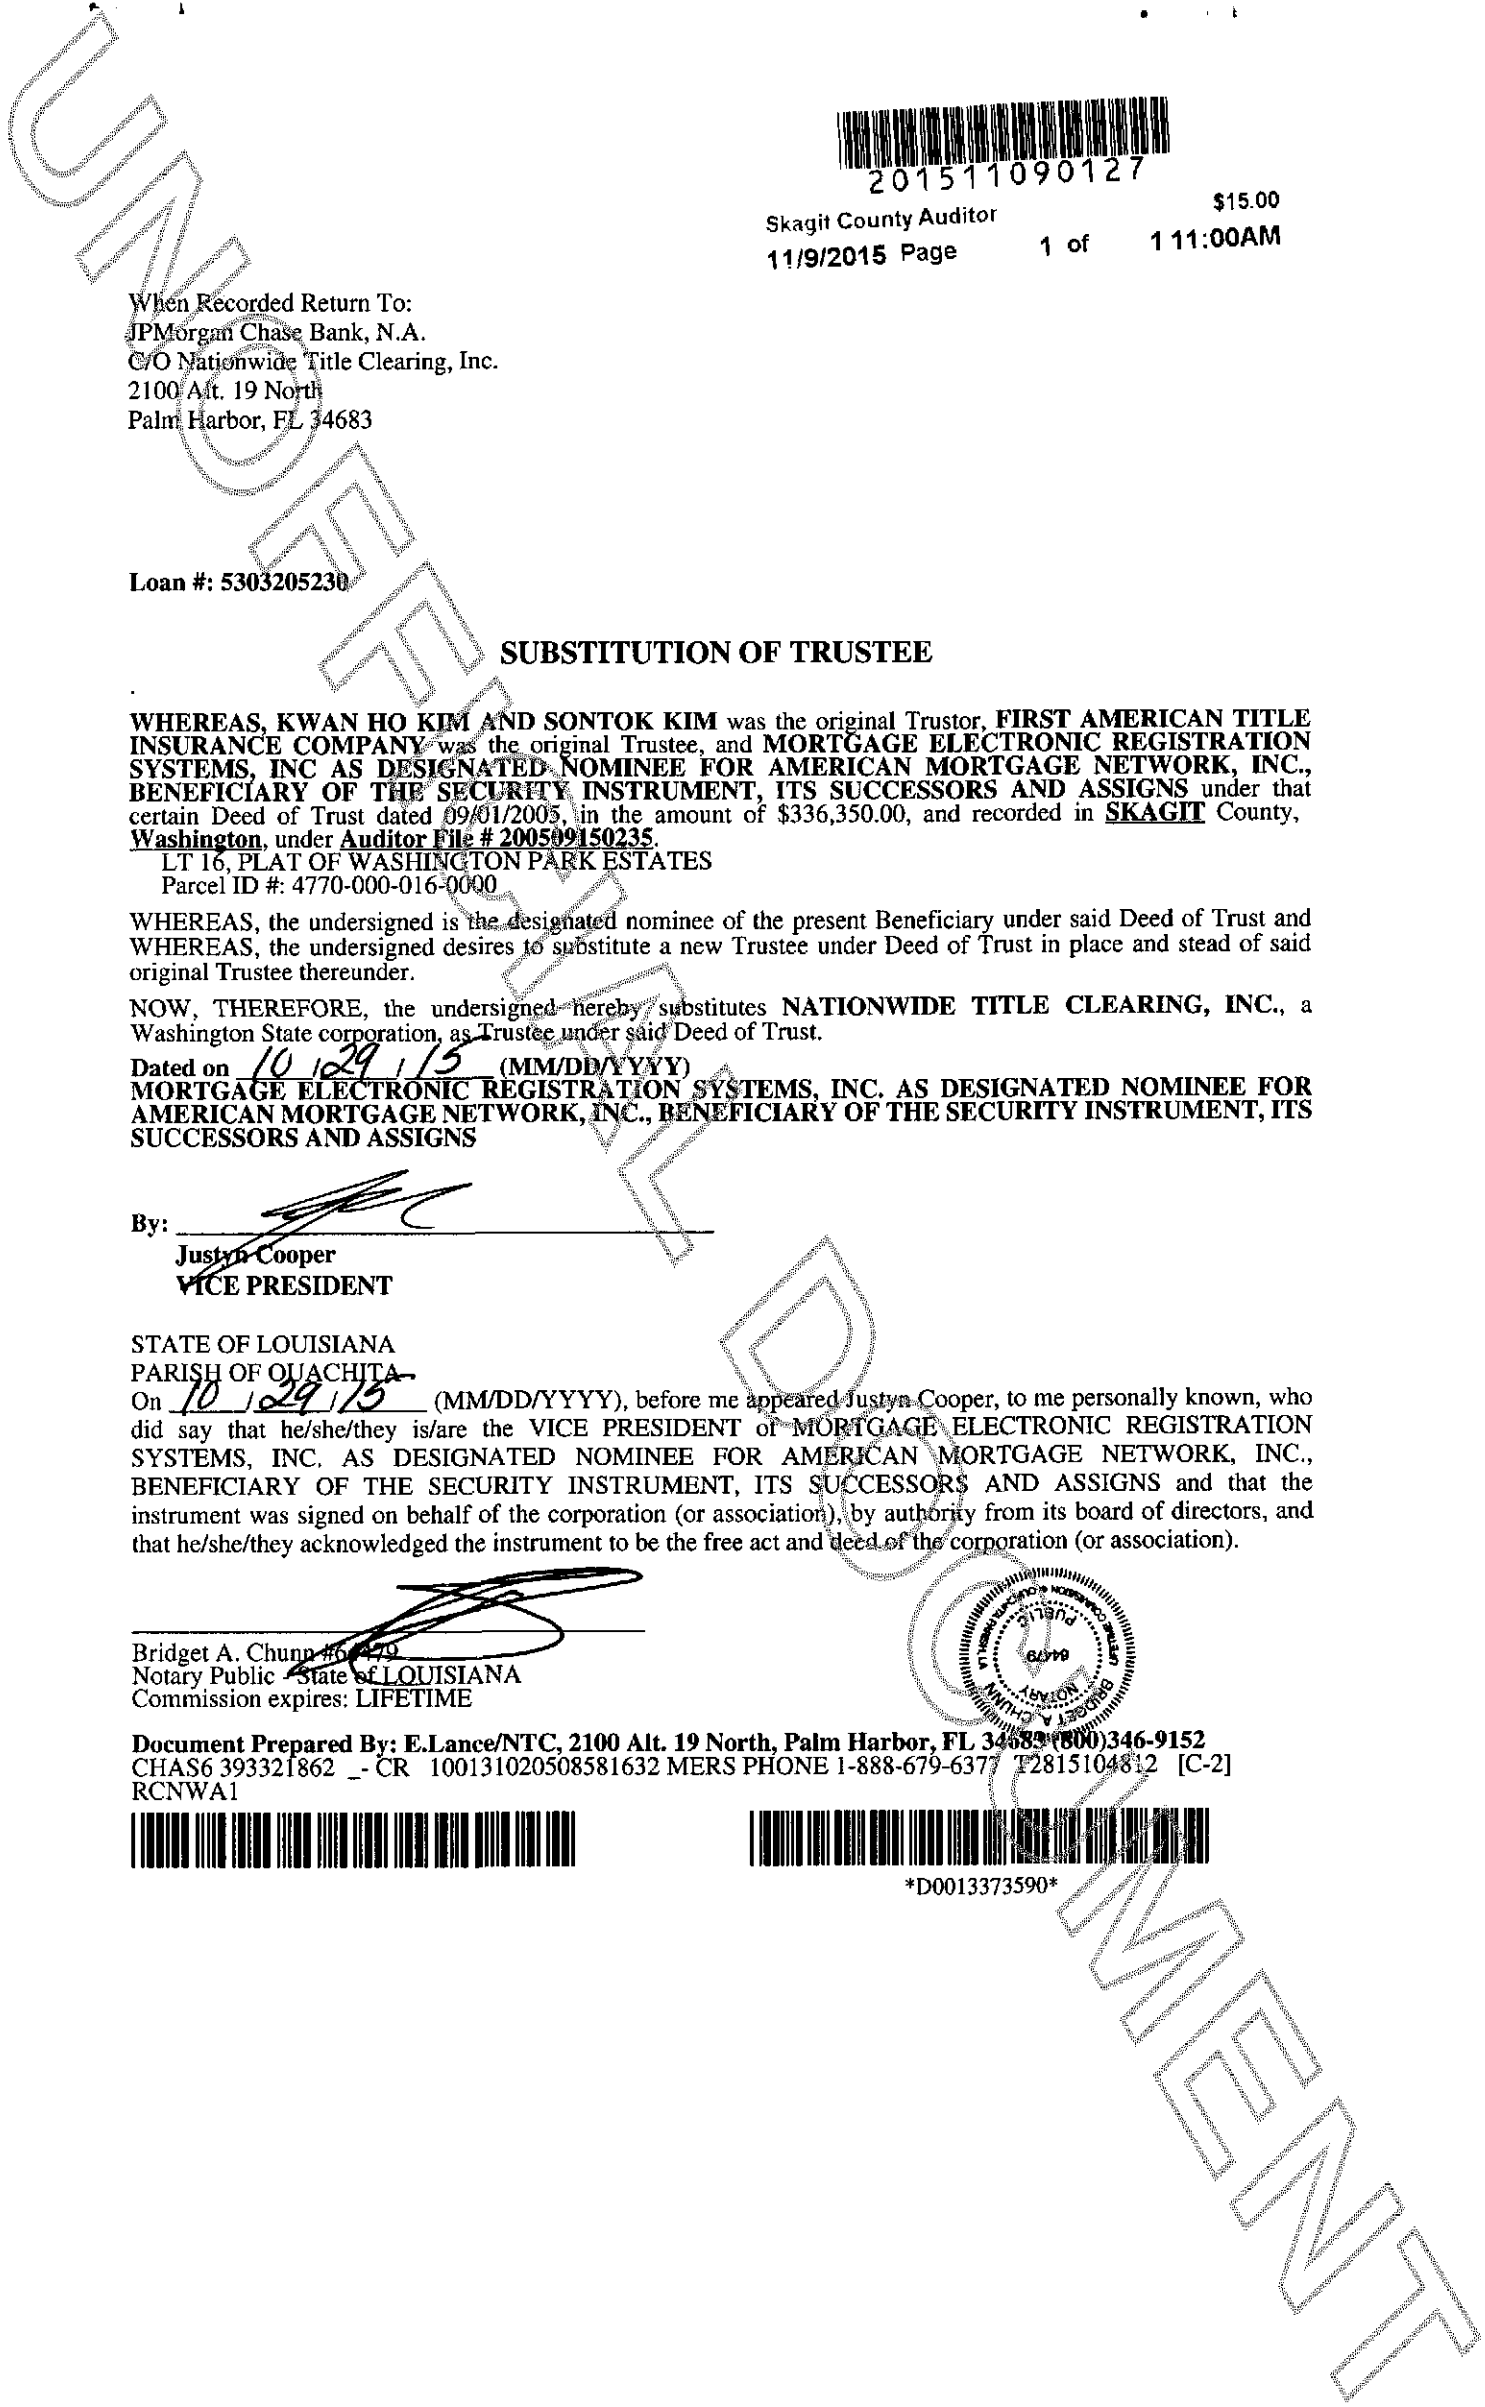 201511090127
Skagit County Auditor $15.00
11/9/2015 Page 1 of 1 11:00AM
When Recorded Return To:
JPMorgan Chase Bank, N.A.
C/O Nationwide Title Clearing, Inc.
2100 Alt. 19 North
Palm Harbor, FL 34683
Loan #: 5303205230
SUBSTITUTION OF TRUSTEE
WHEREAS, KWAN HO KIM AND SONTOK KIM was the original Trustor, FIRST AMERICAN TITLE
INSURANCE COMPANY was the original Trustee, and MORTGAGE ELECTRONIC REGISTRATION
SYSTEMS, INC AS DESIGNATED NOMINEE FOR AMERICAN MORTGAGE NETWORK, INC.,
BENEFICIARY OF THE SECURITY INSTRUMENT, ITS SUCCESSORS AND ASSIGNS under that
certain Deed of Trust dated 09/01/2005, in the amount of $336,350.00, and recorded in SKAGIT County,
Washington, under Auditor File # 200509150235.
LT 16, PLAT OF WASHINGTON PARK ESTATES
Parcel ID #: 4770-000-016-0000
WHEREAS, the undersigned is the designated nominee of the present Beneficiary under said Deed of Trust and
WHEREAS, the undersigned desires to substitute a new Trustee under Deed of Trust in place and stead of said
original Trustee thereunder.
NOW, THEREFORE, the undersigned hereby substitutes NATIONWIDE TITLE CLEARING, INC., a
Washington State corporation, as Trustee under said Deed of Trust.
Dated on 10 / 29 / 15 (MM/DD/YYYY)
MORTGAGE ELECTRONIC REGISTRATION SYSTEMS, INC. AS DESIGNATED NOMINEE FOR
AMERICAN MORTGAGE NETWORK, INC., BENEFICIARY OF THE SECURITY INSTRUMENT, ITS
SUCCESSORS AND ASSIGNS
By:
Justyn Cooper
VICE PRESIDENT
STATE OF LOUISIANA
PARISH OF OUACHITA
On 10 / 29 / 15 (MM/DD/YYYY), before me appeared Justyn Cooper, to me personally known, who
did say that he/she/they is/are the VICE PRESIDENT of MORTGAGE ELECTRONIC REGISTRATION
SYSTEMS, INC. AS DESIGNATED NOMINEE FOR AMERICAN MORTGAGE NETWORK, INC.,
BENEFICIARY OF THE SECURITY INSTRUMENT, ITS SUCCESSORS AND ASSIGNS and that the
instrument was signed on behalf of the corporation (or association), by authority from its board of directors, and
that he/she/they acknowledged the instrument to be the free act and deed of the corporation (or association).
Bridget A. Chunn #64479
Notary Public - State of LOUISIANA
Commission expires: LIFETIME
BRIDGET A. CHUNN
NOTARY
64479
PUBLIC
LIFETIME COMMISSION OUACHITA PARISH LA
Document Prepared By: E.Lance/NTC, 2100 Alt. 19 North, Palm Harbor, FL 34683 (800)346-9152
CHAS6 393321862 _- CR 100131020508581632 MERS PHONE 1-888-679-6377 T2815104812 [C-2]
RCNWA1
*D0013373590*
UNOFFICIAL DOCUMENT